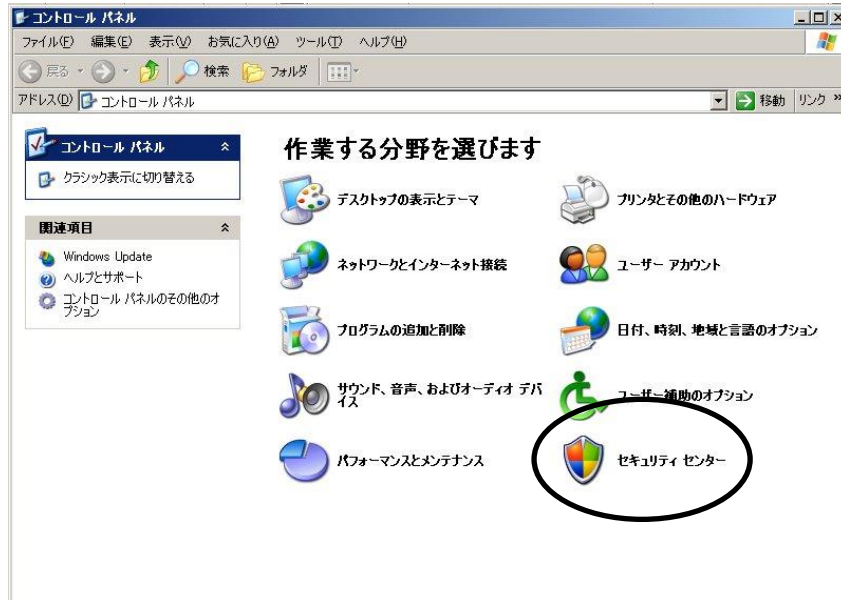 コントロール パネル
ファイル(F) 編集(E) 表示(V) お気に入り(A) ツール(T) ヘルプ(H)
戻る 検索 フォルダ
アドレス(D) コントロール パネル 移動 リンク »
コントロール パネル
クラシック表示に切り替える
関連項目
Windows Update
ヘルプとサポート
コントロール パネルのその他のオ
プション
作業する分野を選びます
デスクトップの表示とテーマ
プリンタとその他のハードウェア
ネットワークとインターネット接続
ユーザー アカウント
プログラムの追加と削除
日付、時刻、地域と言語のオプション
サウンド、音声、およびオーディオ デバ
イス
ユーザー補助のオプション
パフォーマンスとメンテナンス
セキュリティ センター